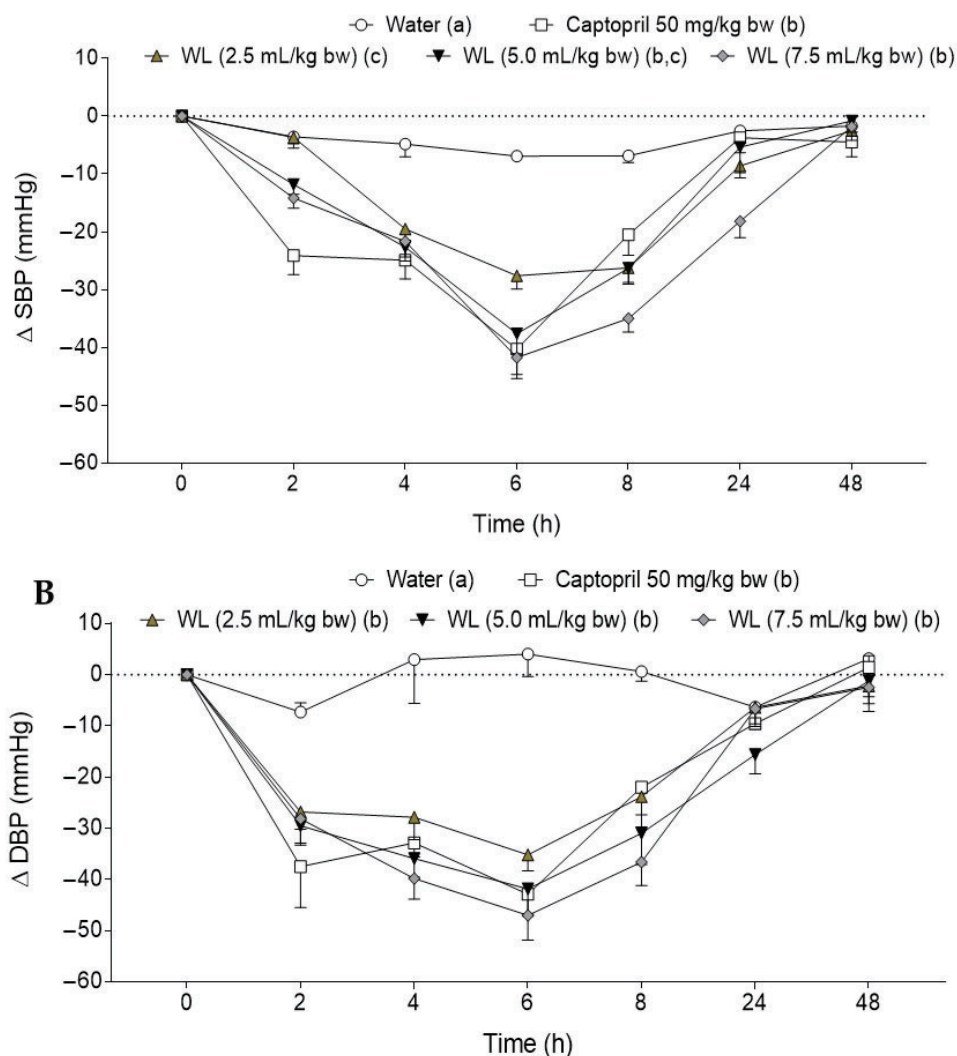 Water (a) Captopril 50 mg/kg bw (b)
WL (2.5 mL/kg bw) (c) WL (5.0 mL/kg bw) (b,c) WL (7.5 mL/kg bw) (b)
10
0
–10
–20
–30
–40
–50
–60
Δ SBP (mmHg)
0 2 4 6 8 24 48
Time (h)
B
Water (a) Captopril 50 mg/kg bw (b)
WL (2.5 mL/kg bw) (b) WL (5.0 mL/kg bw) (b) WL (7.5 mL/kg bw) (b)
10
0
–10
–20
–30
–40
–50
–60
Δ DBP (mmHg)
0 2 4 6 8 24 48
Time (h)